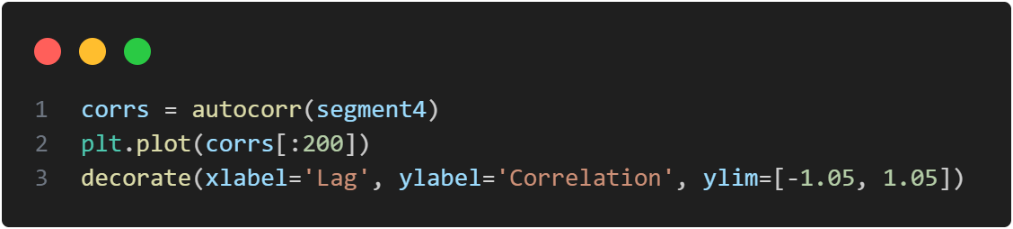 1 corrs = autocorr(segment4)
2 plt.plot(corrs[:200])
3 decorate(xlabel='Lag', ylabel='Correlation', ylim=[-1.05, 1.05])